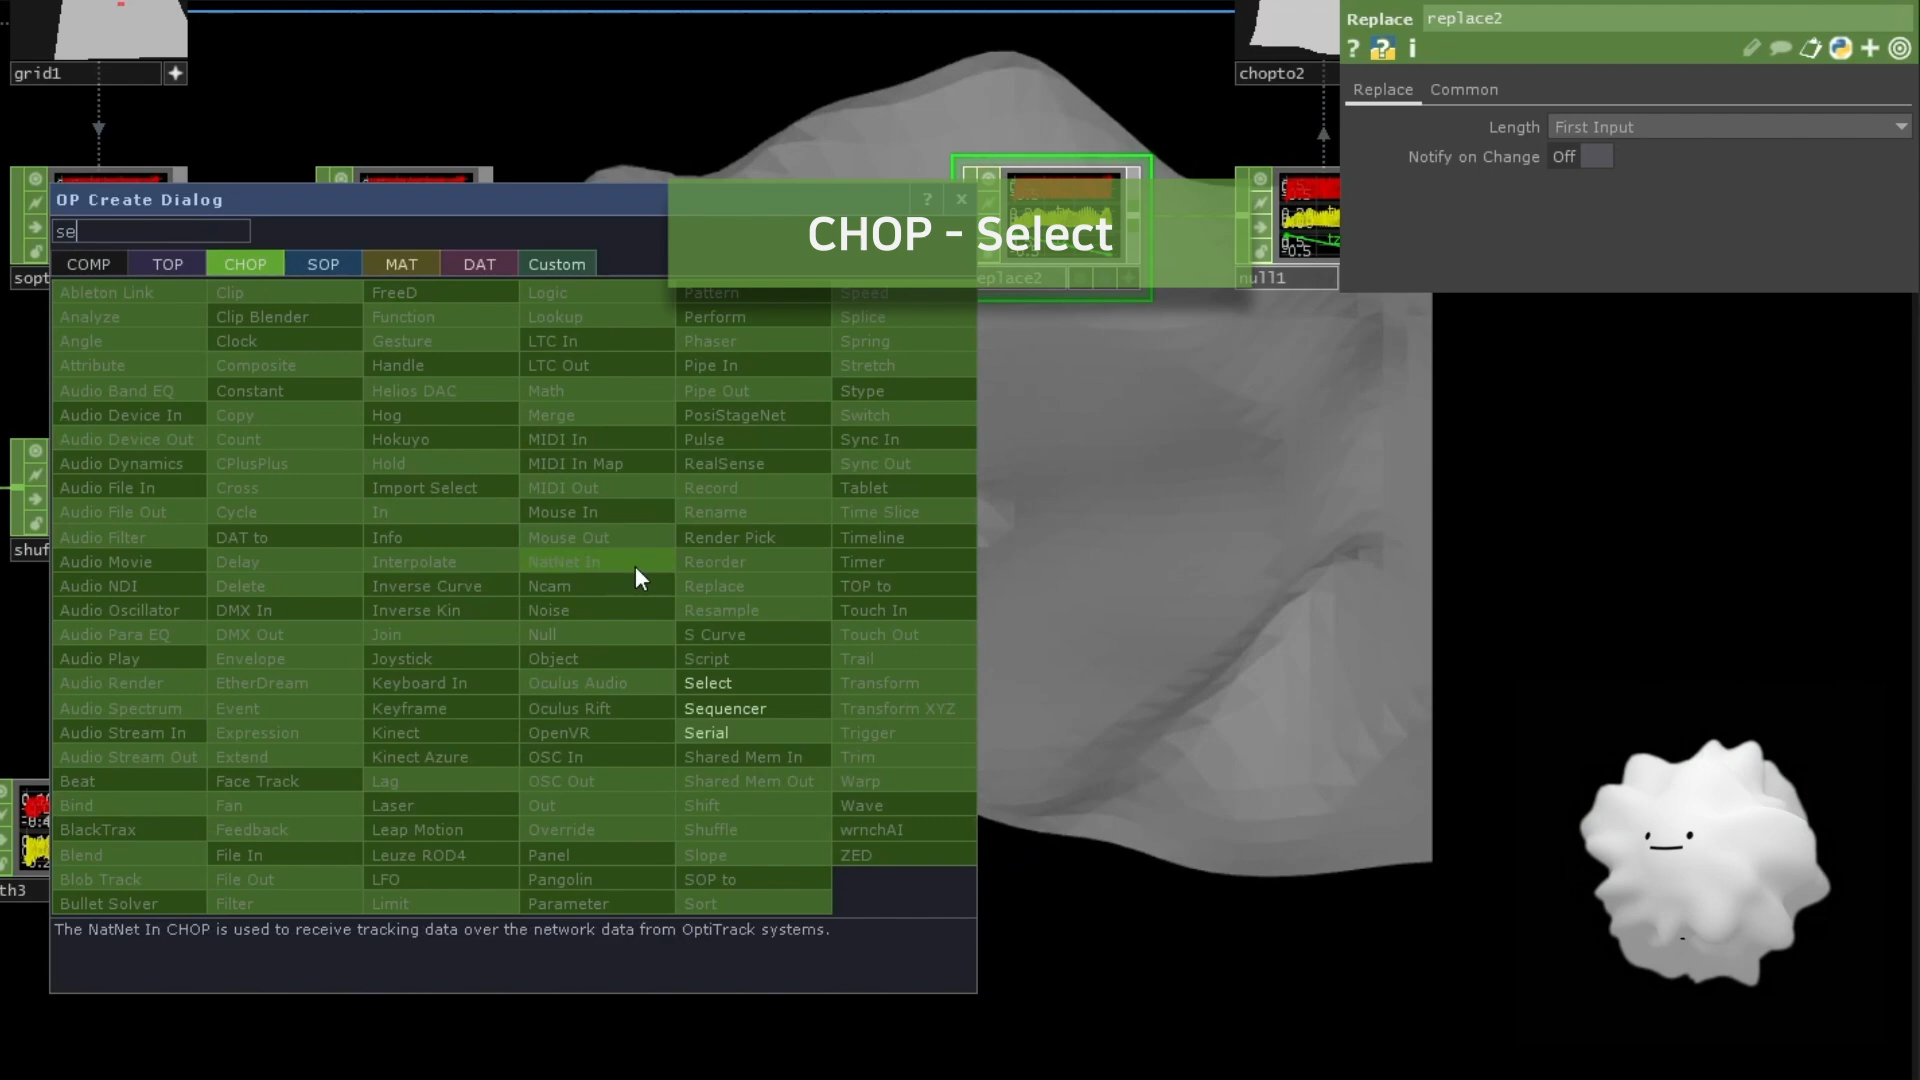 grid1
chopto2
Replace replace2
? ? i
Replace Common
Length First Input
Notify on Change Off
OP Create Dialog ? x
se
CHOP - Select
COMP TOP CHOP SOP MAT DAT Custom
sopt
eplace2
null1
Ableton Link Clip FreeD Logic Pattern Speed
Analyze Clip Blender Function Lookup Perform Splice
Angle Clock Gesture LTC In Phaser Spring
Attribute Composite Handle LTC Out Pipe In Stretch
Audio Band EQ Constant Helios DAC Math Pipe Out Stype
Audio Device In Copy Hog Merge PosiStageNet Switch
Audio Device Out Count Hokuyo MIDI In Pulse Sync In
Audio Dynamics CPlusPlus Hold MIDI In Map RealSense Sync Out
Audio File In Cross Import Select MIDI Out Record Tablet
Audio File Out Cycle In Mouse In Rename Time Slice
Audio Filter DAT to Info Mouse Out Render Pick Timeline
shuf
Audio Movie Delay Interpolate NatNet In Reorder Timer
Audio NDI Delete Inverse Curve Ncam Replace TOP to
Audio Oscillator DMX In Inverse Kin Noise Resample Touch In
Audio Para EQ DMX Out Join Null S Curve Touch Out
Audio Play Envelope Joystick Object Script Trail
Audio Render EtherDream Keyboard In Oculus Audio Select Transform
Audio Spectrum Event Keyframe Oculus Rift Sequencer Transform XYZ
Audio Stream In Expression Kinect OpenVR Serial Trigger
Audio Stream Out Extend Kinect Azure OSC In Shared Mem In Trim
Beat Face Track Lag OSC Out Shared Mem Out Warp
Bind Fan Laser Out Shift Wave
BlackTrax Feedback Leap Motion Override Shuffle wrnchAI
Blend File In Leuze ROD4 Panel Slope ZED
Blob Track File Out LFO Pangolin SOP to
th3
Bullet Solver Filter Limit Parameter Sort
The NatNet In CHOP is used to receive tracking data over the network data from OptiTrack systems.